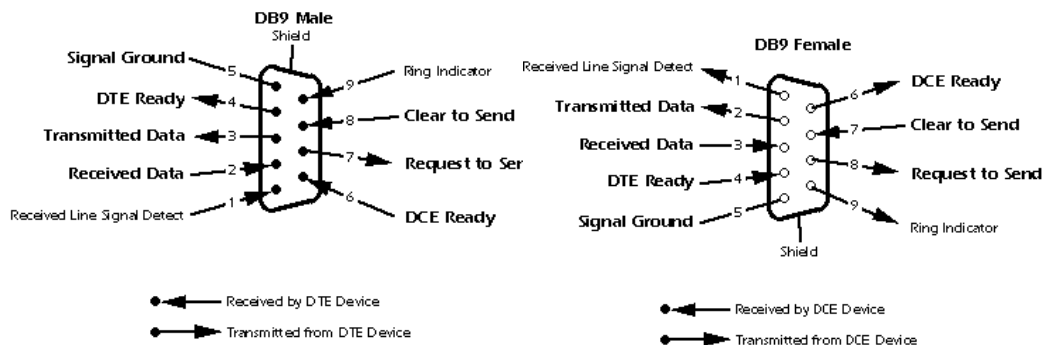 DB9 Male
Shield
Signal Ground
5
9
Ring Indicator
DTE Ready
4
8
Clear to Send
Transmitted Data
3
7
Request to Ser
Received Data
2
6
DCE Ready
Received Line Signal Detect
1
Received by DTE Device
Transmitted from DTE Device
DB9 Female
Received Line Signal Detect
1
6
DCE Ready
Transmitted Data
2
7
Clear to Send
Received Data
3
8
Request to Send
DTE Ready
4
9
Ring Indicator
Signal Ground
5
Shield
Received by DCE Device
Transmitted from DCE Device